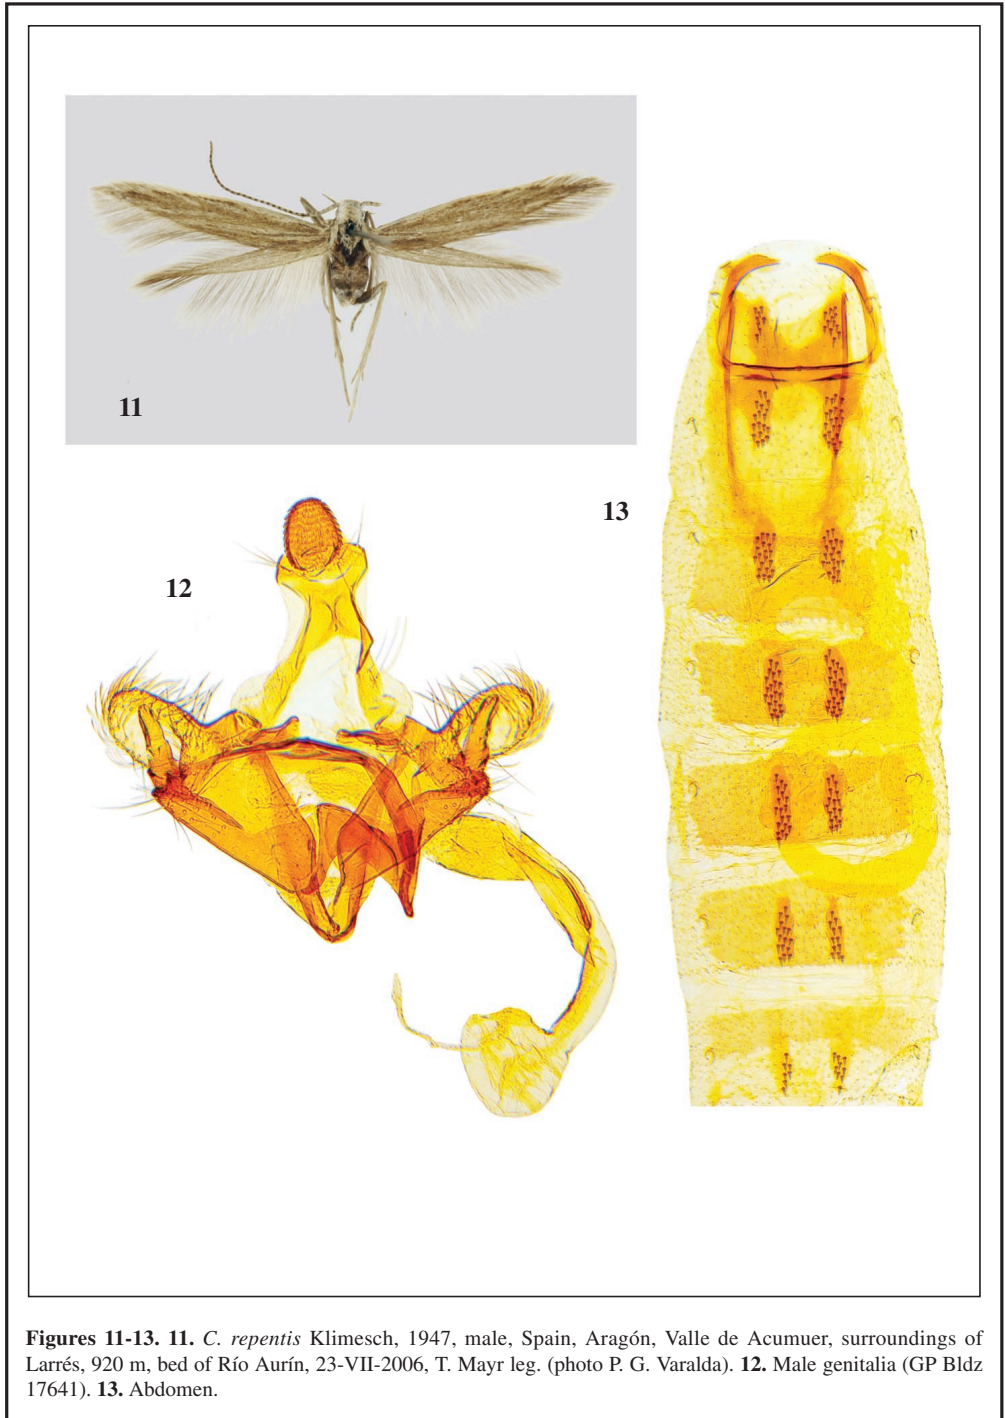 11
13
12
Figures 11-13. 11. C. repentis Klimesch, 1947, male, Spain, Aragón, Valle de Acumuer, surroundings of
Larrés, 920 m, bed of Río Aurín, 23-VII-2006, T. Mayr leg. (photo P. G. Varalda). 12. Male genitalia (GP Bldz
17641). 13. Abdomen.